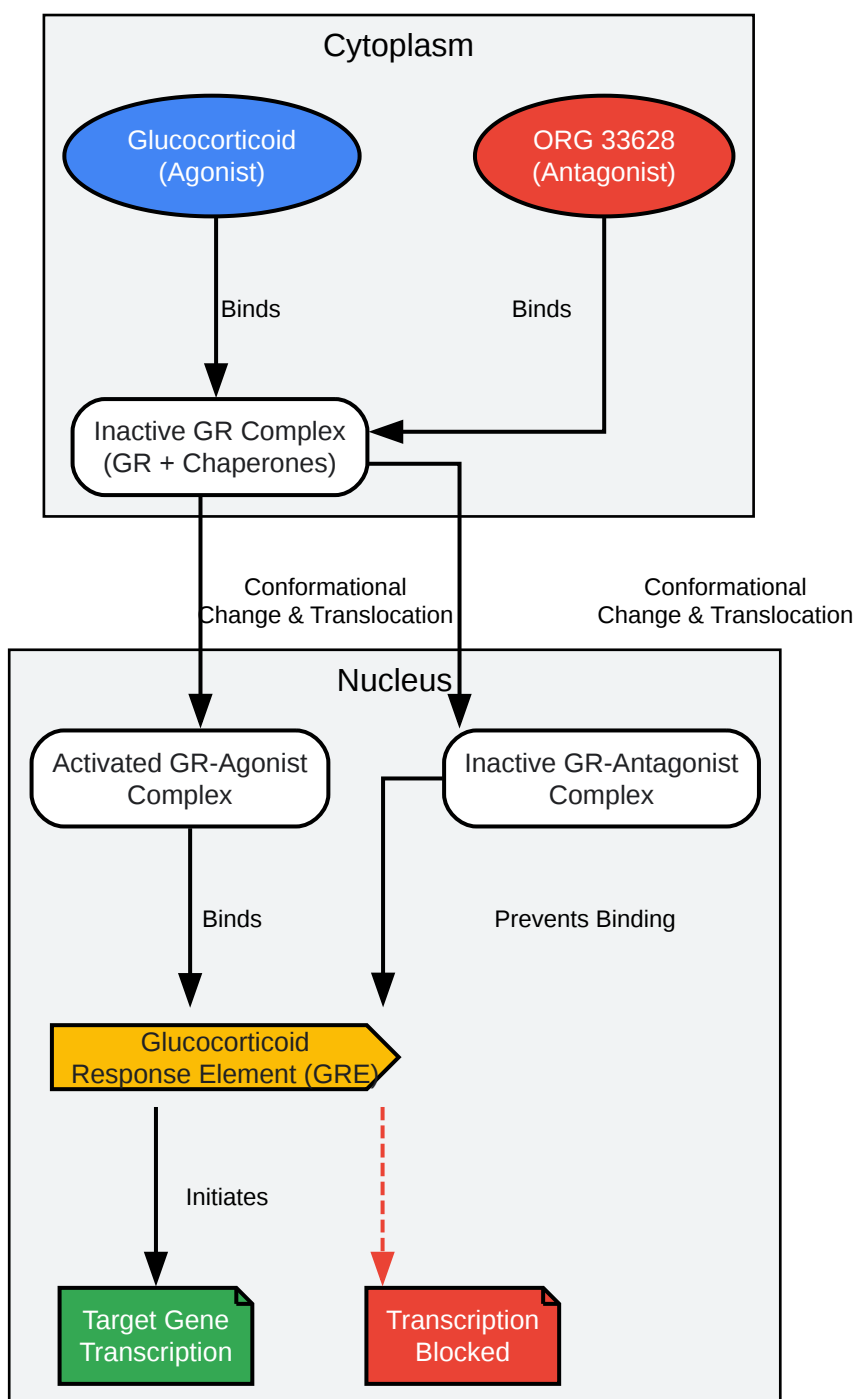 Cytoplasm
Glucocorticoid
(Agonist)
ORG 33628
(Antagonist)
Binds
Binds
Inactive GR Complex
(GR + Chaperones)
Conformational
Change & Translocation
Conformational
Change & Translocation
Nucleus
Activated GR-Agonist
Complex
Inactive GR-Antagonist
Complex
Binds
Prevents Binding
Glucocorticoid
Response Element (GRE)
Initiates
Target Gene
Transcription
Transcription
Blocked